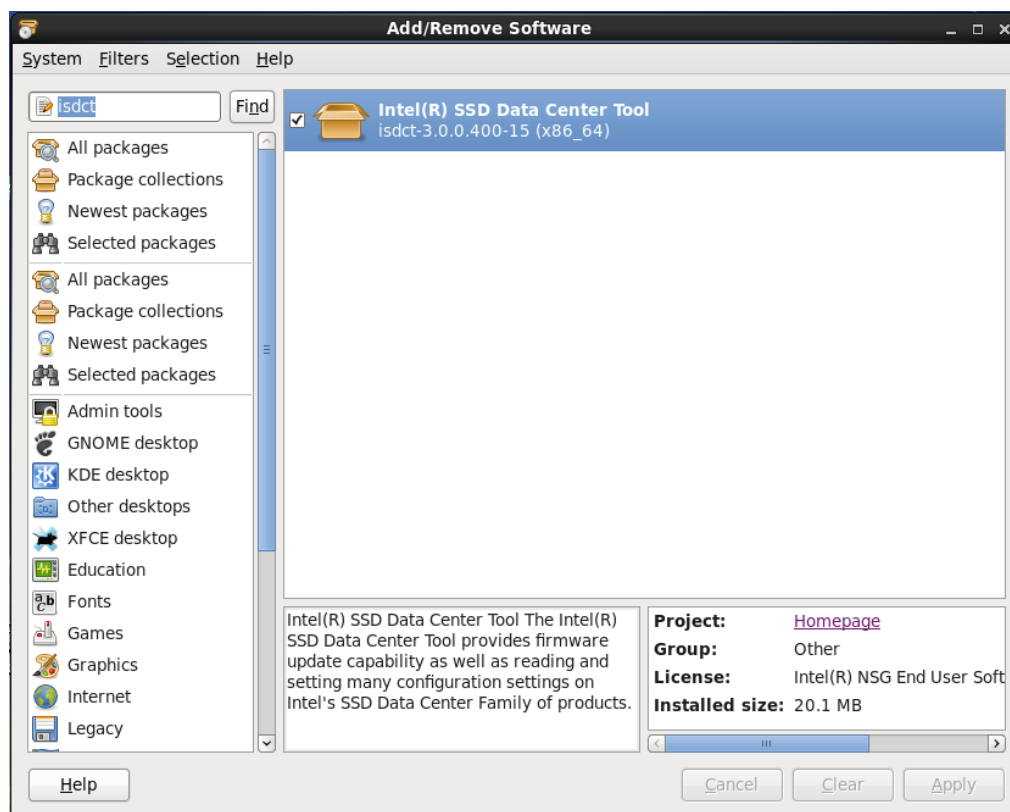 Add/Remove Software
System Filters Selection Help
isdct Find
Intel(R) SSD Data Center Tool
isdct-3.0.0.400-15 (x86_64)
All packages
Package collections
Newest packages
Selected packages
All packages
Package collections
Newest packages
Selected packages
Admin tools
GNOME desktop
KDE desktop
Other desktops
XFCE desktop
Education
Fonts
Games
Graphics
Internet
Legacy
Intel(R) SSD Data Center Tool The Intel(R)
SSD Data Center Tool provides firmware
update capability as well as reading and
setting many configuration settings on
Intel's SSD Data Center Family of products.
Project: Homepage
Group: Other
License: Intel(R) NSG End User Soft
Installed size: 20.1 MB
Help Cancel Clear Apply